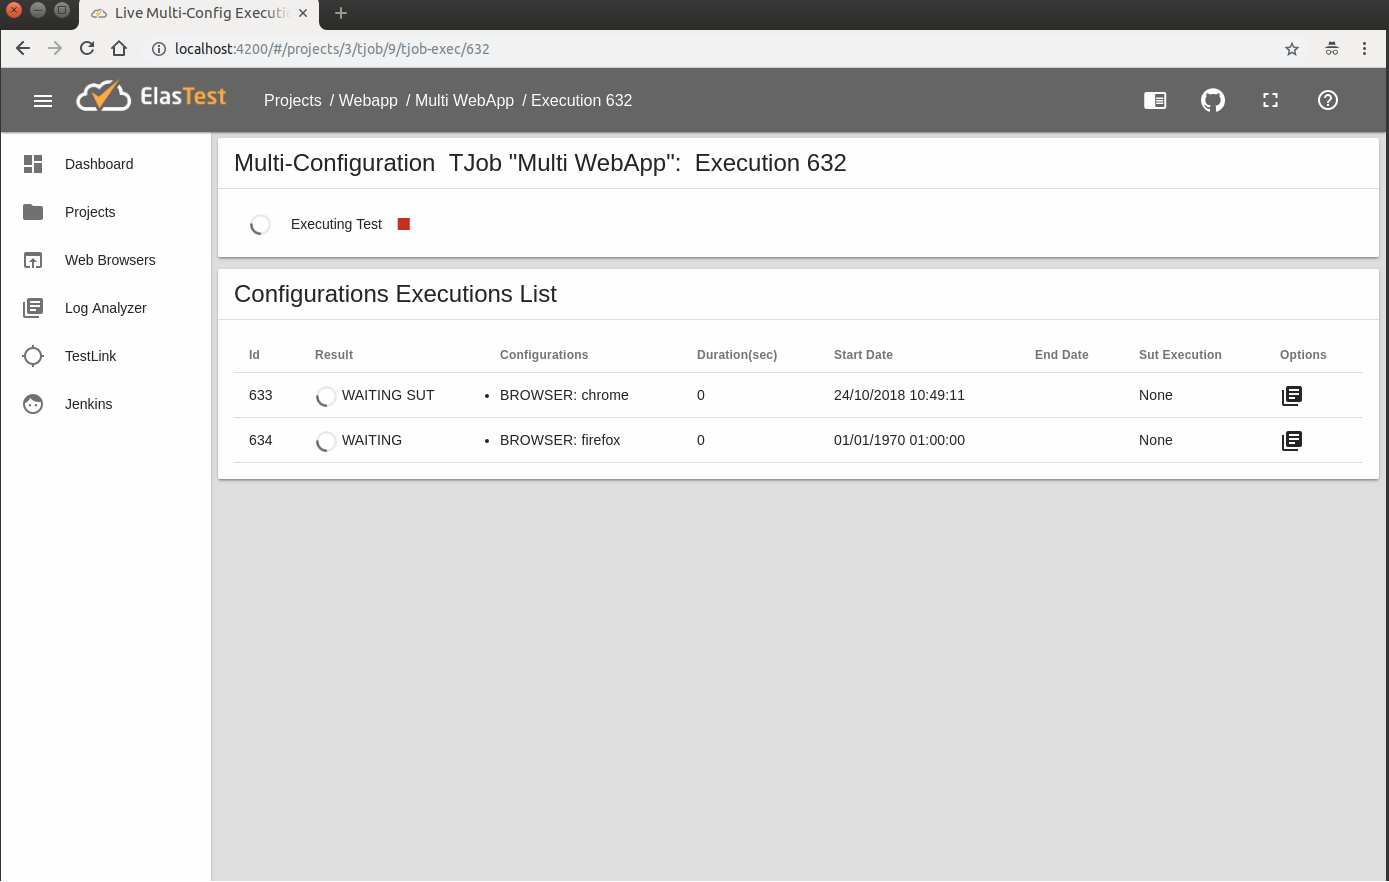 Live Multi-Config Executi
localhost:4200/#/projects/3/tjob/9/tjob-exec/632
ElasTest
Projects / Webapp / Multi WebApp / Execution 632
Dashboard
Projects
Web Browsers
Log Analyzer
TestLink
Jenkins
Multi-Configuration TJob "Multi WebApp": Execution 632
Executing Test
Configurations Executions List
Id Result Configurations Duration(sec) Start Date End Date Sut Execution Options
633 WAITING SUT • BROWSER: chrome 0 24/10/2018 10:49:11 None
634 WAITING • BROWSER: firefox 0 01/01/1970 01:00:00 None